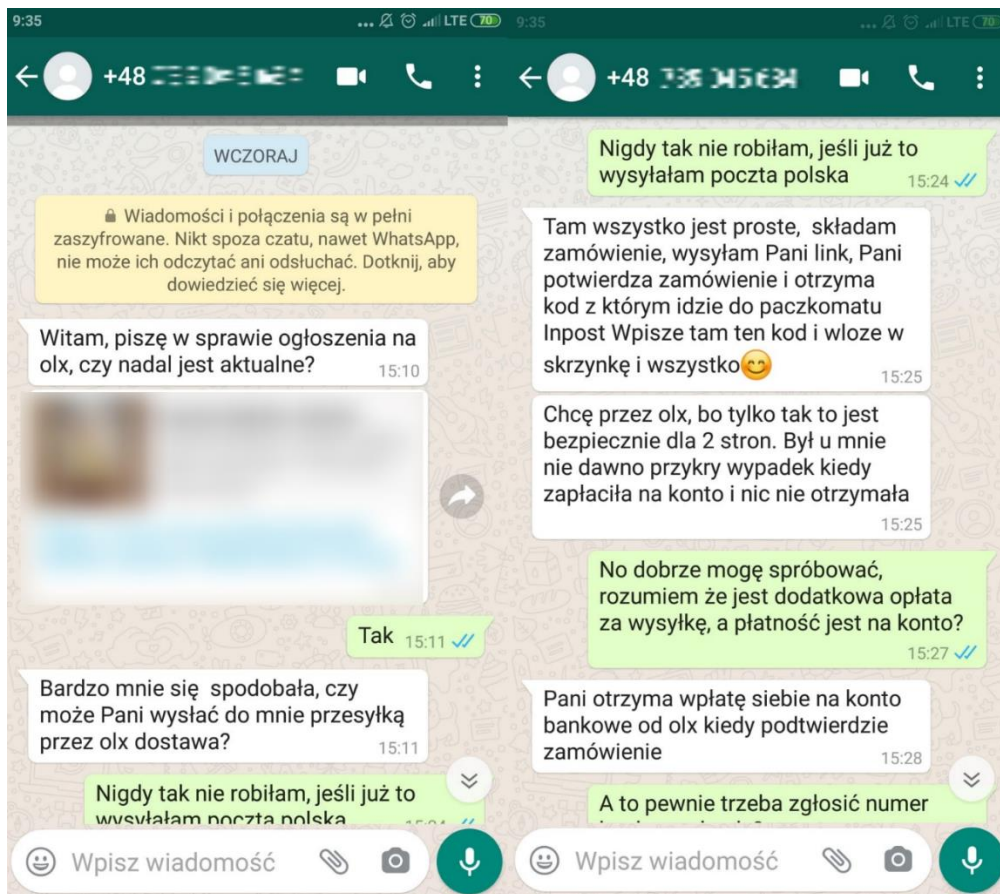 9:35
... LTE 70
+48
WCZORAJ
Wiadomości i połączenia są w pełni
zaszyfrowane. Nikt spoza czatu, nawet WhatsApp,
nie może ich odczytać ani odsłuchać. Dotknij, aby
dowiedzieć się więcej.
Witam, piszę w sprawie ogłoszenia na
olx, czy nadal jest aktualne?
15:10
Tak 15:11
Bardzo mnie się spodobała, czy
może Pani wysłać do mnie przesyłką
przez olx dostawa?
15:11
Nigdy tak nie robiłam, jeśli już to
wysyłałam poczta polska
Wpisz wiadomość
9:35
... LTE 70
+48
Nigdy tak nie robiłam, jeśli już to
wysyłałam poczta polska
15:24
Tam wszystko jest proste, składam
zamówienie, wysyłam Pani link, Pani
potwierdza zamówienie i otrzyma
kod z którym idzie do paczkomatu
Inpost Wpisze tam ten kod i wloze w
skrzynkę i wszystko😊
15:25
Chcę przez olx, bo tylko tak to jest
bezpiecznie dla 2 stron. Był u mnie
nie dawno przykry wypadek kiedy
zapłaciła na konto i nic nie otrzymała
15:25
No dobrze mogę spróbować,
rozumiem że jest dodatkowa opłata
za wysyłkę, a płatność jest na konto?
15:27
Pani otrzyma wpłatę siebie na konto
bankowe od olx kiedy podtwierdzie
zamówienie
15:28
A to pewnie trzeba zgłosić numer
Wpisz wiadomość